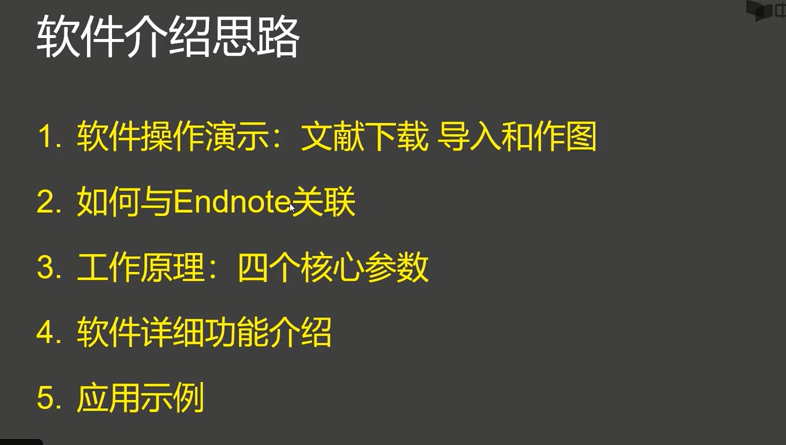 软件介绍思路
1. 软件操作演示：文献下载 导入和作图
2. 如何与Endnote关联
3. 工作原理：四个核心参数
4. 软件详细功能介绍
5. 应用示例